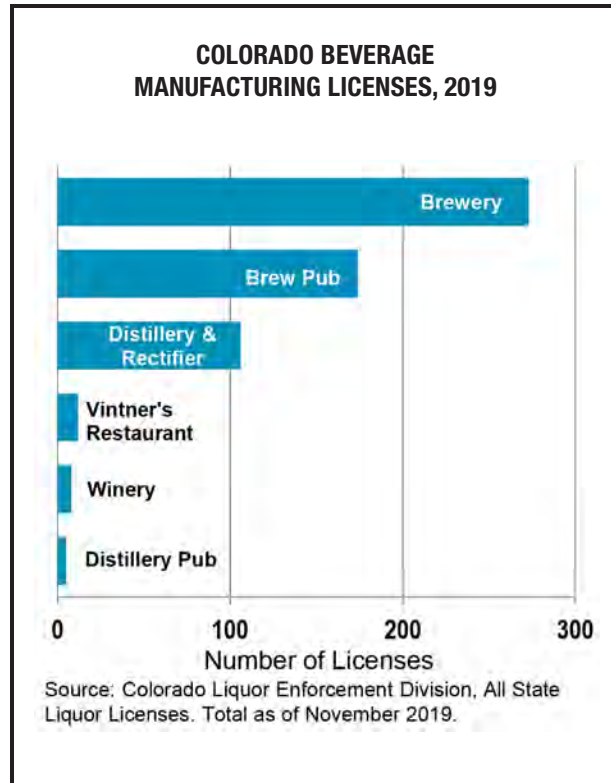 COLORADO BEVERAGE
MANUFACTURING LICENSES, 2019
Brewery
Brew Pub
Distillery &
Rectifier
Vintner's
Restaurant
Winery
Distillery Pub
0 100 200 300
Number of Licenses
Source: Colorado Liquor Enforcement Division, All State
Liquor Licenses. Total as of November 2019.